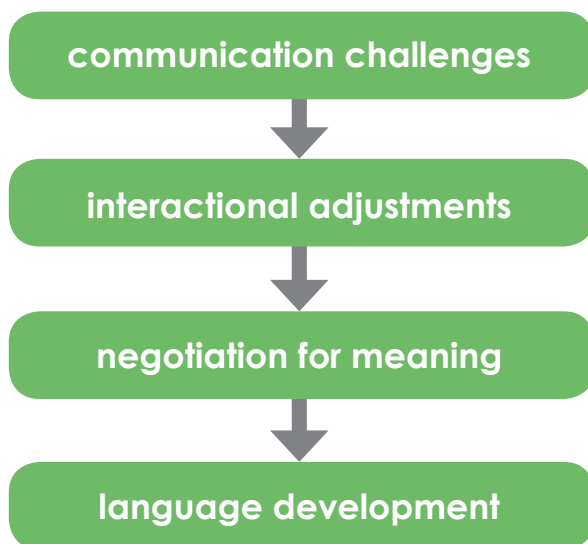 communication challenges
interactional adjustments
negotiation for meaning
language development